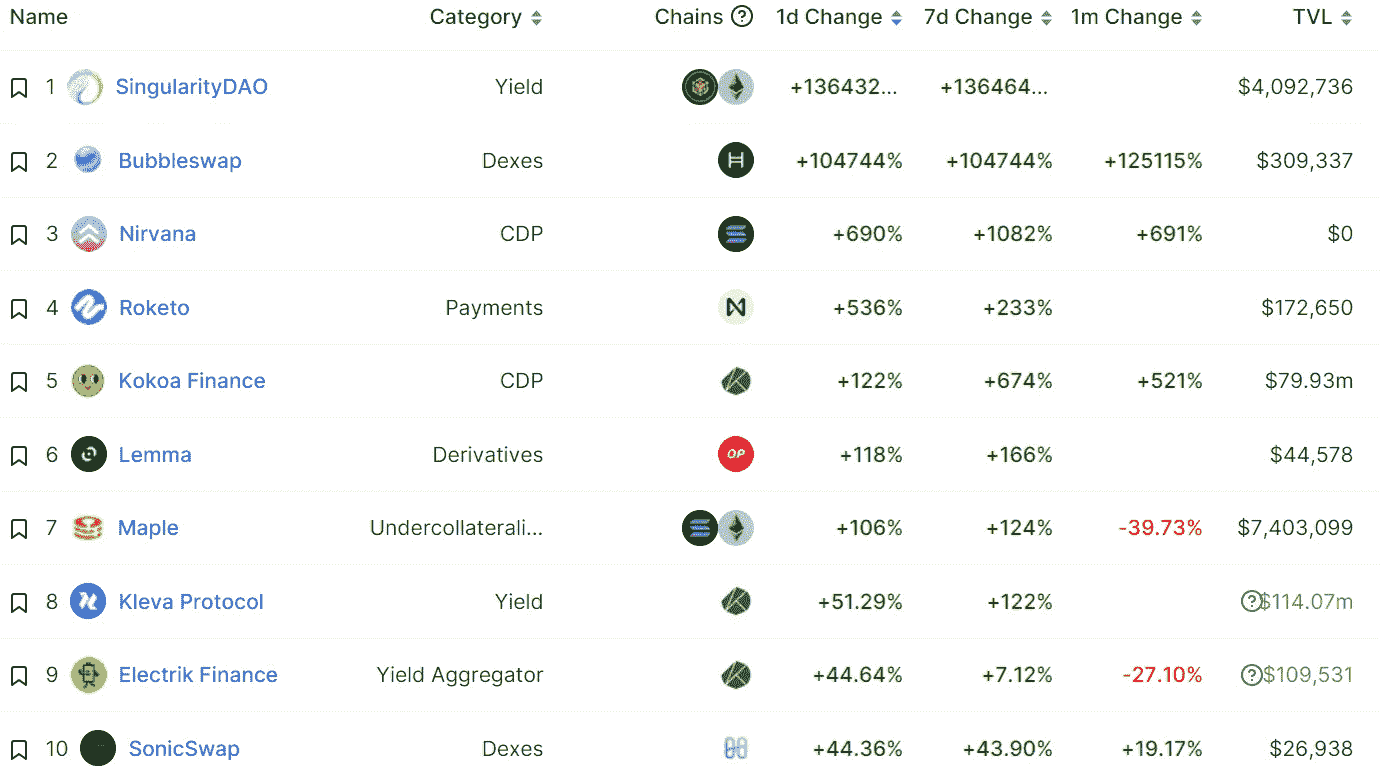 Name Category Chains ? 1d Change 7d Change 1m Change TVL
1 SingularityDAO Yield +136432... +136464... $4,092,736
2 Bubbleswap Dexes +104744% +104744% +125115% $309,337
3 Nirvana CDP +690% +1082% +691% $0
4 Roketo Payments +536% +233% $172,650
5 Kokoa Finance CDP +122% +674% +521% $79.93m
6 Lemma Derivatives OP +118% +166% $44,578
7 Maple Undercollaterali... +106% +124% -39.73% $7,403,099
8 Kleva Protocol Yield +51.29% +122% ? $114.07m
9 Electrik Finance Yield Aggregator +44.64% +7.12% -27.10% ? $109,531
10 SonicSwap Dexes +44.36% +43.90% +19.17% $26,938